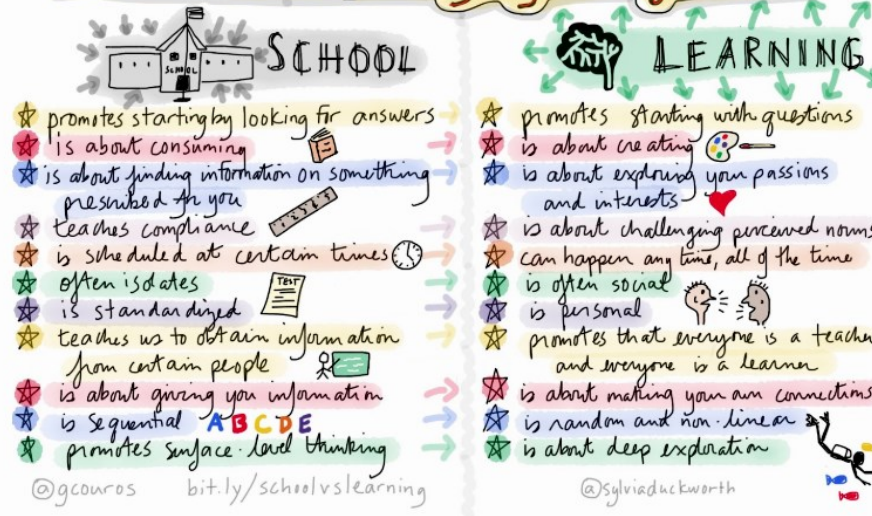 SCHOOL
SCHOOL
promotes starting by looking for answers
is about consuming
is about finding information on something
prescribed for you
teaches compliance
is scheduled at certain times
often isolates
TEST
is standardized
teaches us to obtain information
from certain people
is about giving you information
is sequential A B C D E
promotes surface-level thinking
@gcouros bit.ly/schoolvslearning
LEARNING
promotes starting with questions
is about creating
is about exploring your passions
and interests
is about challenging perceived norms
can happen any time, all of the time
is often social
is personal
promotes that everyone is a teacher
and everyone is a learner
is about making your own connections
is random and non-linear
is about deep exploration
@sylviaduckworth